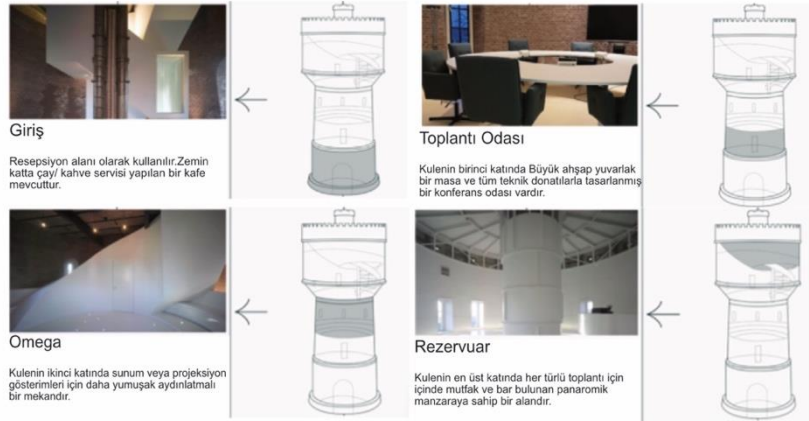 Giriş
Resepsiyon alanı olarak kullanılır.Zemin
katta çay/ kahve servisi yapılan bir kafe
mevcuttur.
Toplantı Odası
Kulenin birinci katında Büyük ahşap yuvarlak
bir masa ve tüm teknik donatılarla tasarlanmış
bir konferans odası vardır.
Omega
Kulenin ikinci katında sunum veya projeksiyon
gösterimleri için daha yumuşak aydınlatmalı
bir mekandır.
Rezervuar
Kulenin en üst katında her türlü toplantı için
içinde mutfak ve bar bulunan panaromik
manzaraya sahip bir alandır.